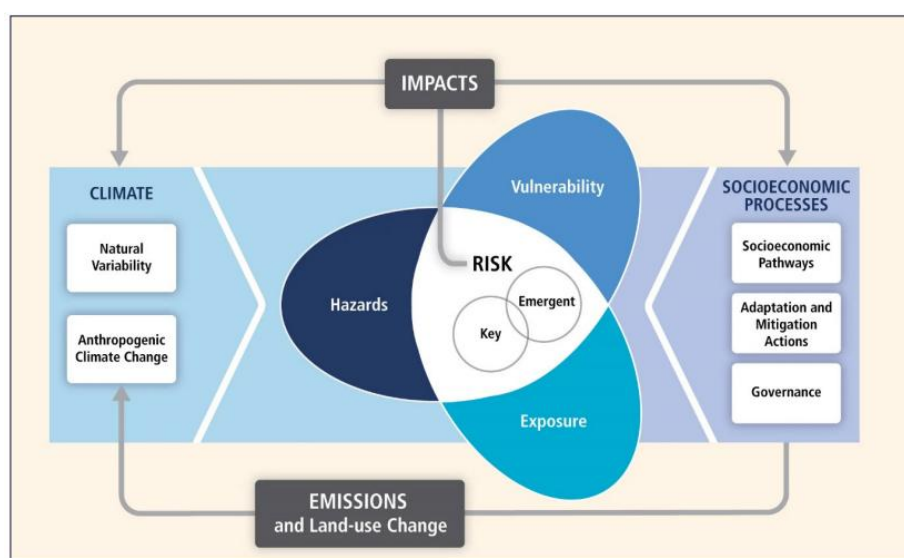 IMPACTS
CLIMATE
Natural
Variability
Anthropogenic
Climate Change
Vulnerability
Hazards
RISK
Emergent
Key
Exposure
SOCIOECONOMIC
PROCESSES
Socioeconomic
Pathways
Adaptation and
Mitigation
Actions
Governance
EMISSIONS
and Land-use Change